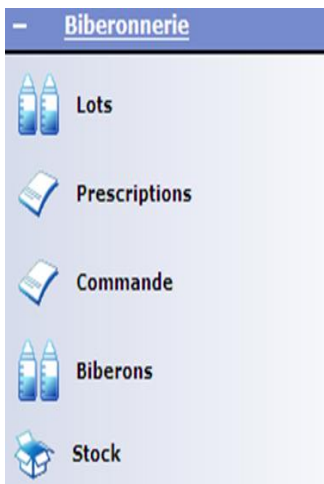 Biberonnerie
Lots
Prescriptions
Commande
Biberons
Stock